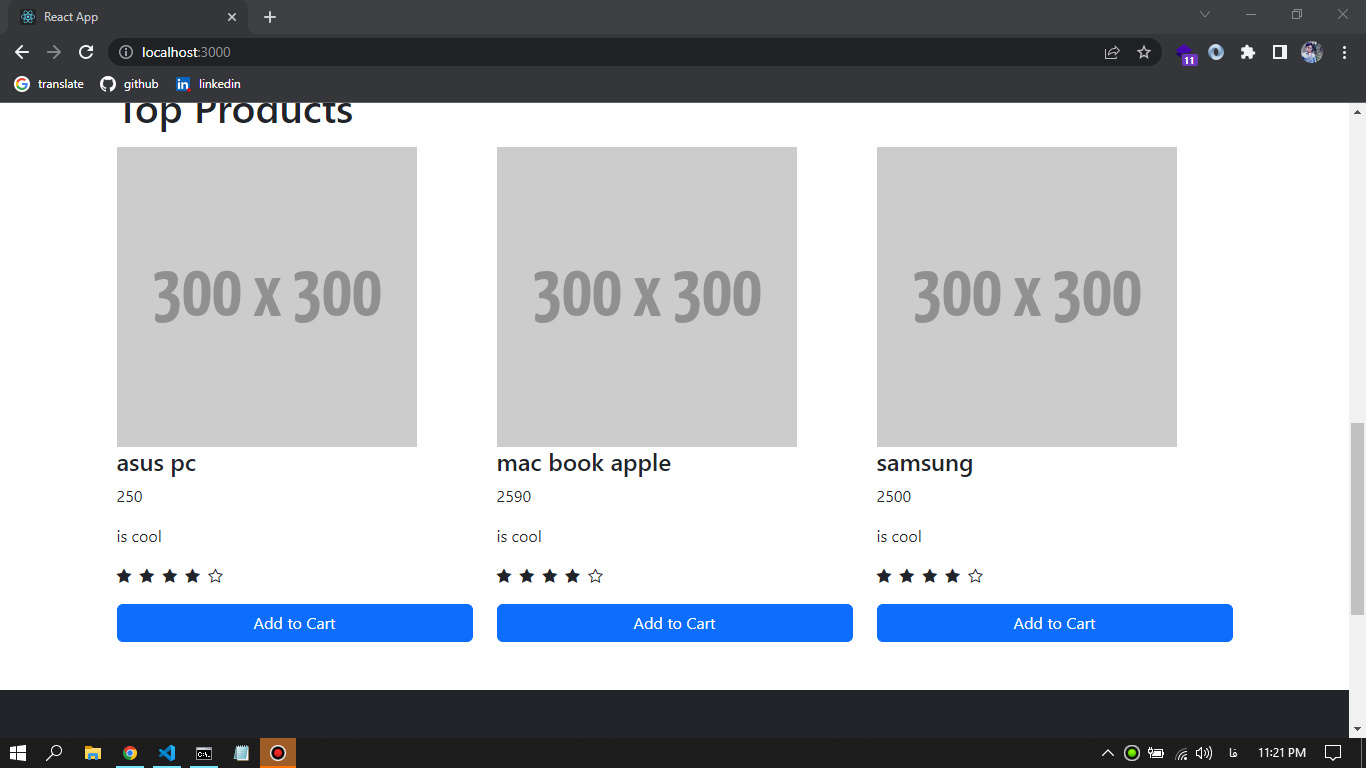 React App
localhost:3000
11
translate github linkedin
Top Products
300 x 300 300 x 300 300 x 300
asus pc mac book apple samsung
250 2590 2500
is cool is cool is cool
Add to Cart Add to Cart Add to Cart
فا 11:21 PM